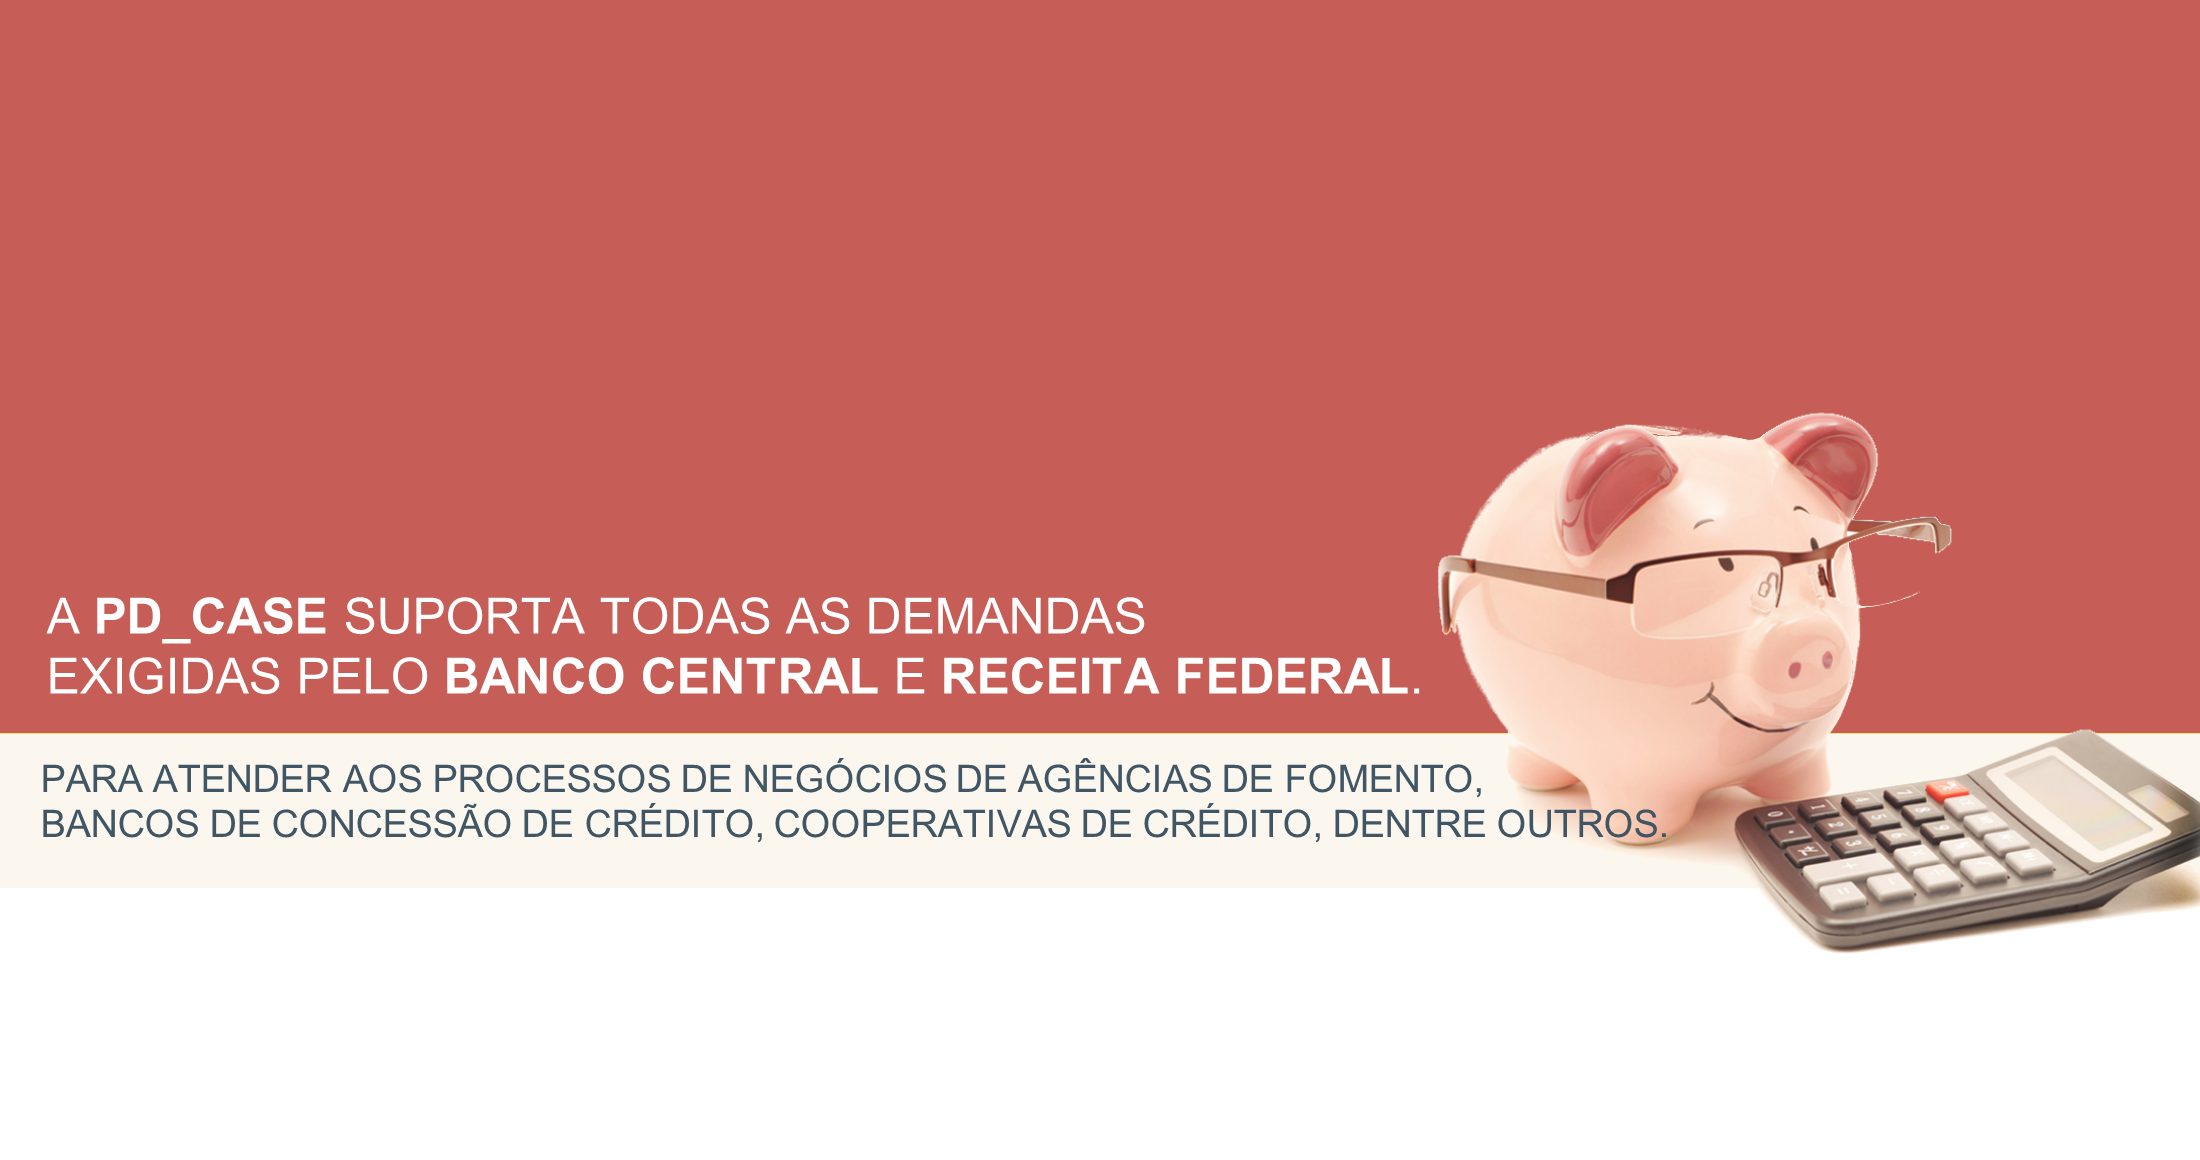 A PD_CASE SUPORTA TODAS AS DEMANDAS
EXIGIDAS PELO BANCO CENTRAL E RECEITA FEDERAL.
PARA ATENDER AOS PROCESSOS DE NEGÓCIOS DE AGÊNCIAS DE FOMENTO,
BANCOS DE CONCESSÃO DE CRÉDITO, COOPERATIVAS DE CRÉDITO, DENTRE OUTROS.